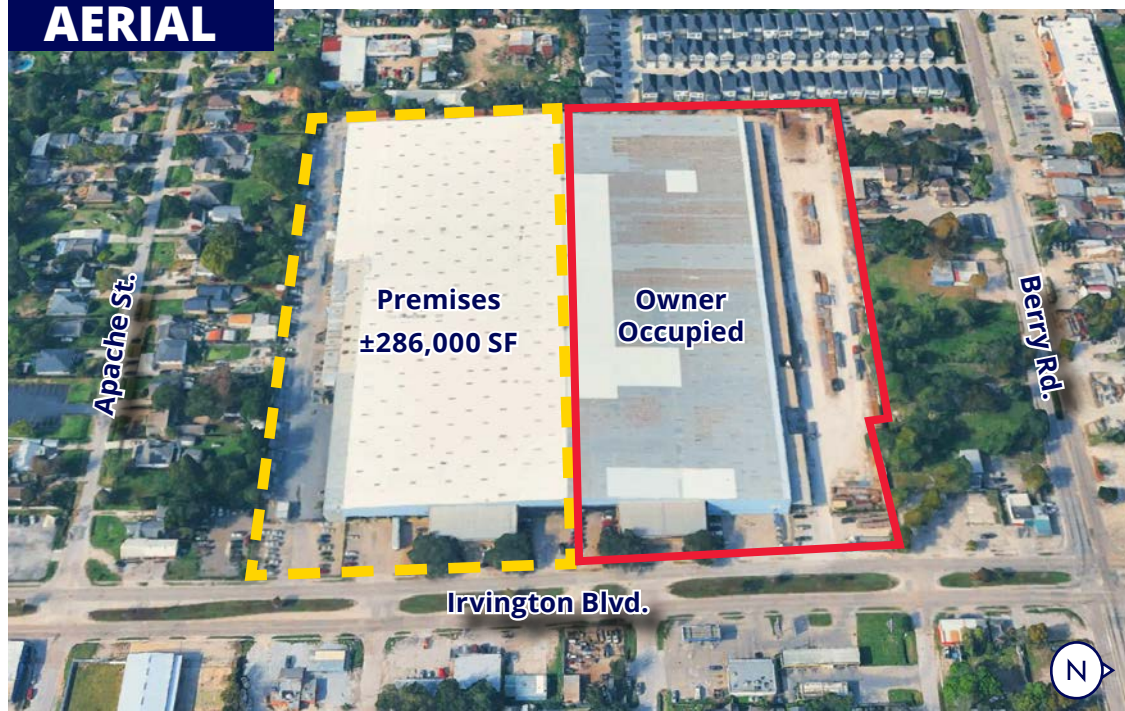 AERIAL
Premises
±286,000 SF
Owner
Occupied
Apache St.
Berry Rd.
Irvington Blvd.
N